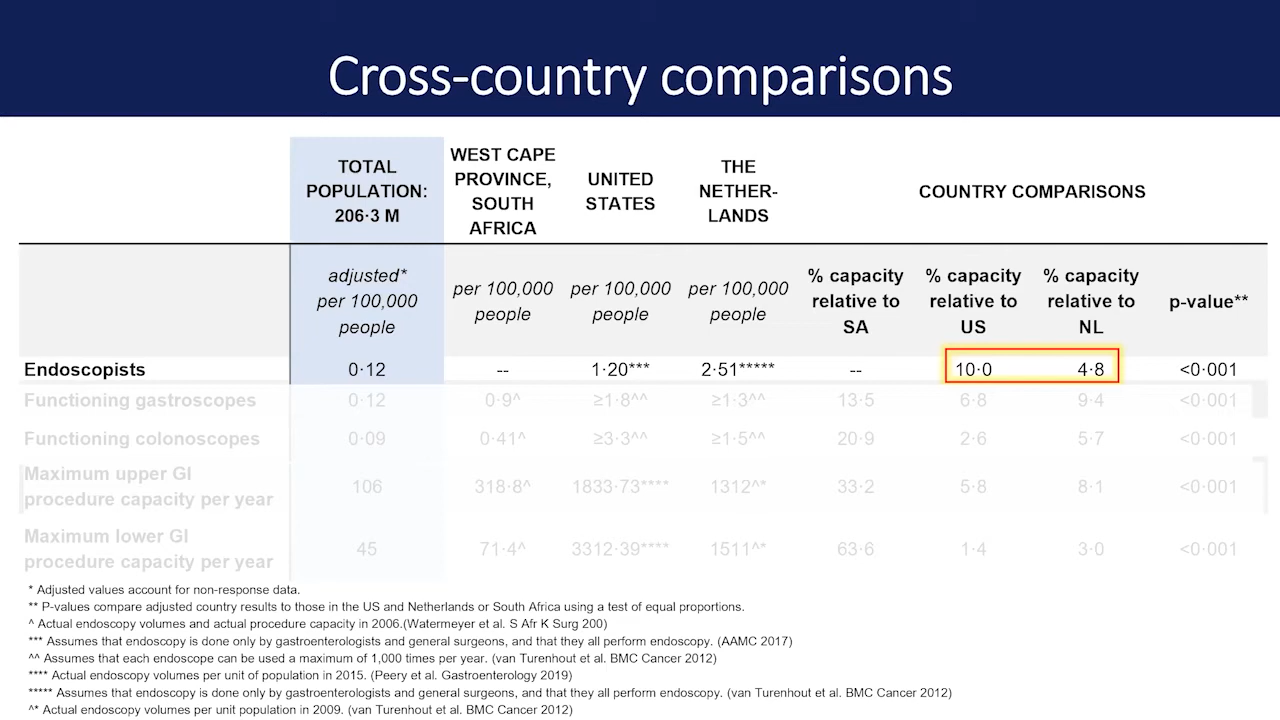 Cross-country comparisons
TOTAL
POPULATION:
206·3 M
WEST CAPE
PROVINCE,
SOUTH
AFRICA
UNITED
STATES
THE
NETHER-
LANDS
COUNTRY COMPARISONS
adjusted*
per 100,000
people
per 100,000
people
per 100,000
people
per 100,000
people
% capacity
relative to
SA
% capacity
relative to
US
% capacity
relative to
NL
p-value**
Endoscopists 0·12 -- 1·20*** 2·51***** -- 10·0 4·8 <0·001
Functioning gastroscopes 0·12 0·9^ ≥1·8^^ ≥1·3^^ 13·5 6·8 9·4 <0·001
Functioning colonoscopes 0·09 0·41^ ≥3·3^^ ≥1·5^^ 20·9 2·6 5·7 <0·001
Maximum upper GI
procedure capacity per year 106 318·8^ 1833·73**** 1312^* 33·2 5·8 8·1 <0·001
Maximum lower GI
procedure capacity per year 45 71·4^ 3312·39**** 1511^* 63·6 1·4 3·0 <0·001
* Adjusted values account for non-response data.
** P-values compare adjusted country results to those in the US and Netherlands or South Africa using a test of equal proportions.
^ Actual endoscopy volumes and actual procedure capacity in 2006.(Watermeyer et al. S Afr K Surg 200)
*** Assumes that endoscopy is done only by gastroenterologists and general surgeons, and that they all perform endoscopy. (AAMC 2017)
^^ Assumes that each endoscope can be used a maximum of 1,000 times per year. (van Turenhout et al. BMC Cancer 2012)
**** Actual endoscopy volumes per unit of population in 2015. (Peery et al. Gastroenterology 2019)
***** Assumes that endoscopy is done only by gastroenterologists and general surgeons, and that they all perform endoscopy. (van Turenhout et al. BMC Cancer 2012)
^* Actual endoscopy volumes per unit population in 2009. (van Turenhout et al. BMC Cancer 2012)